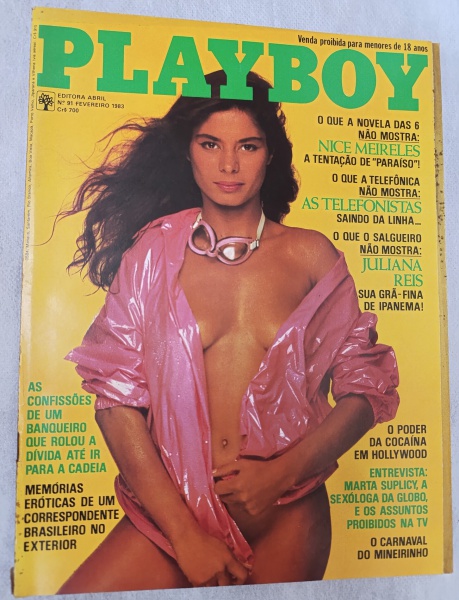 Venda proibida para menores de 18 anos
PLAYBOY
EDITORA ABRIL
Nº 91 FEVEREIRO 1983
Cr$ 700
O QUE A NOVELA DAS 6
NÃO MOSTRA:
NICE MEIRELES
A TENTAÇÃO DE "PARAÍSO"!
O QUE A TELEFÔNICA
NÃO MOSTRA:
AS TELEFONISTAS
SAINDO DA LINHA...
O QUE O SALGUEIRO
NÃO MOSTRA:
JULIANA
REIS
SUA GRÃ-FINA
DE IPANEMA!
AS
CONFISSÕES
DE UM
BANQUEIRO
QUE ROLOU A
DÍVIDA ATÉ IR
PARA A CADEIA
MEMÓRIAS
ERÓTICAS DE UM
CORRESPONDENTE
BRASILEIRO NO
EXTERIOR
O PODER
DA COCAÍNA
EM HOLLYWOOD
ENTREVISTA:
MARTA SUPLICY, A
SEXÓLOGA DA GLOBO,
E OS ASSUNTOS
PROIBIDOS NA TV
O CARNAVAL
DO MINEIRINHO